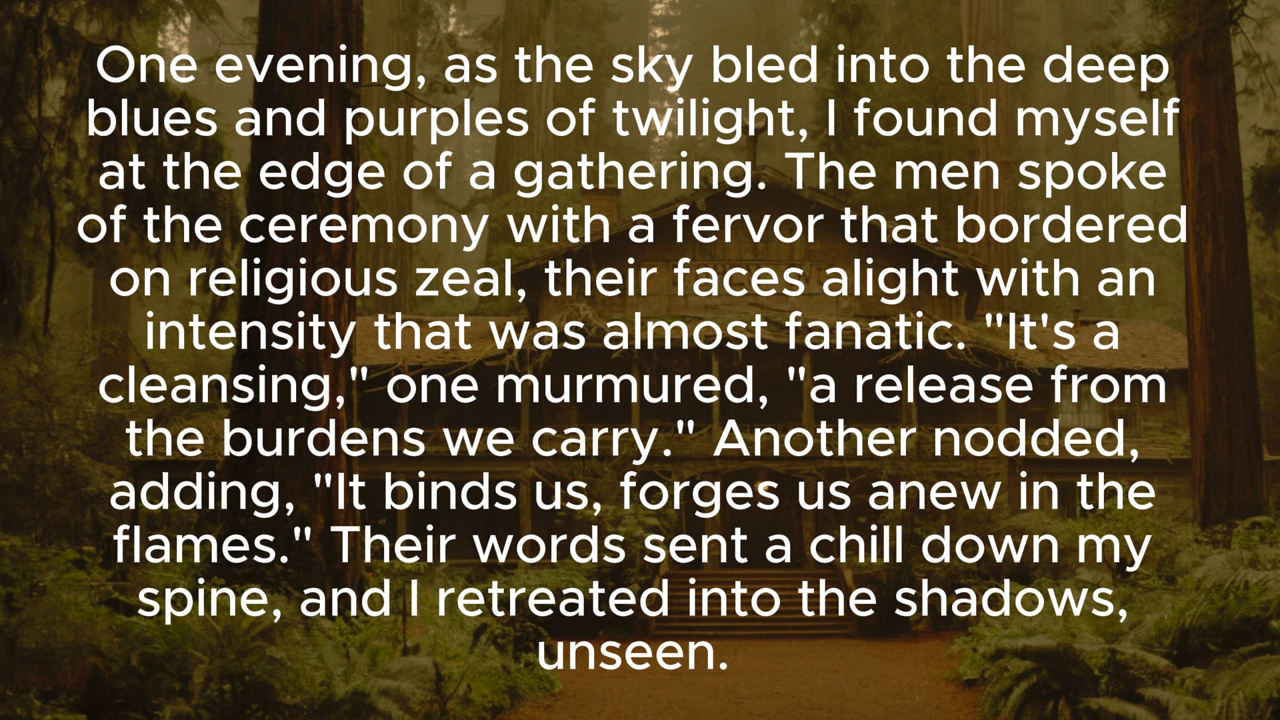 One evening, as the sky bled into the deep
blues and purples of twilight, I found myself
at the edge of a gathering. The men spoke
of the ceremony with a fervor that bordered
on religious zeal, their faces alight with an
intensity that was almost fanatic. "It's a
cleansing," one murmured, "a release from
the burdens we carry." Another nodded,
adding, "It binds us, forges us anew in the
flames." Their words sent a chill down my
spine, and I retreated into the shadows,
unseen.